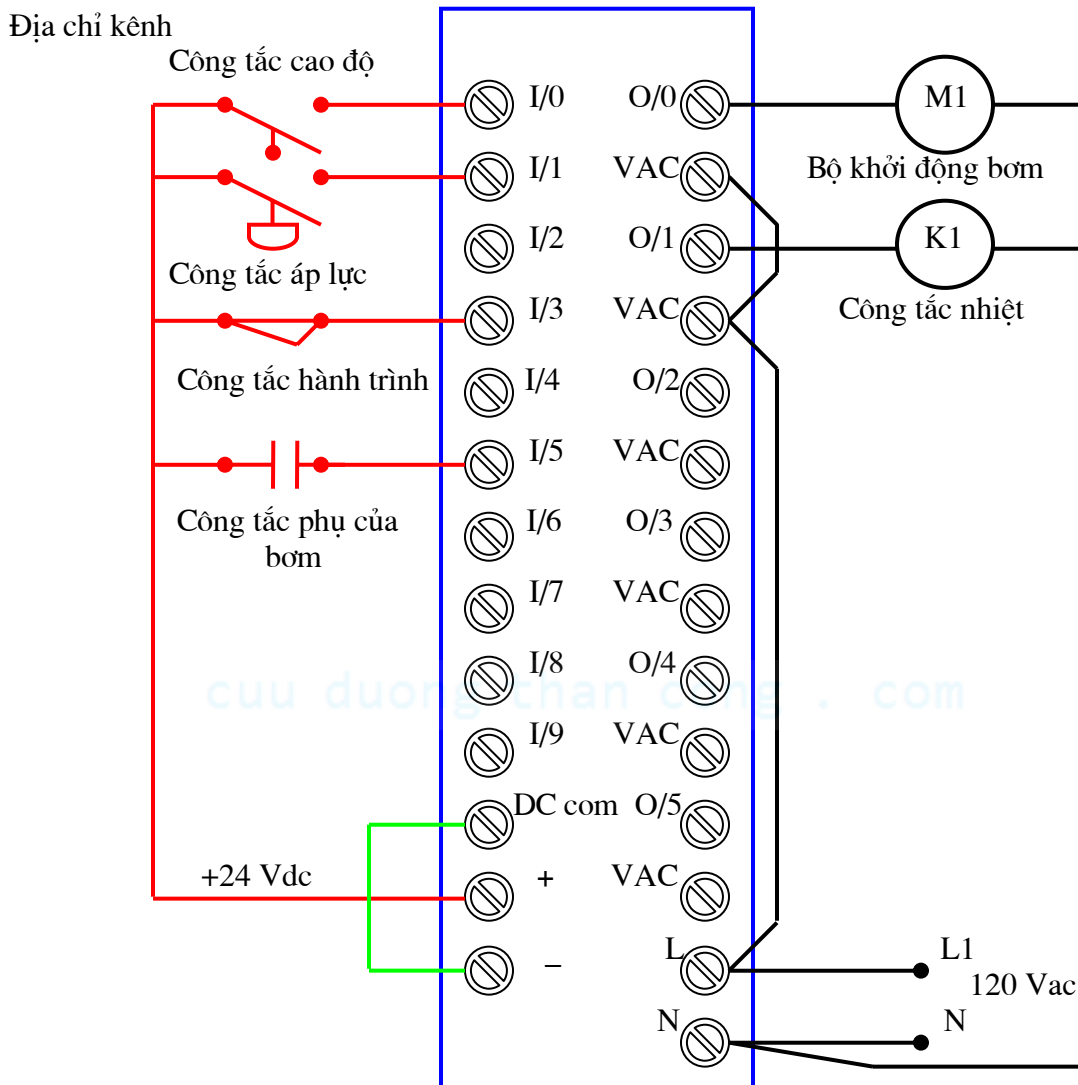 Địa chỉ kênh
Công tắc cao độ
I/0
O/0
M1
Bộ khởi động bơm
I/1
VAC
I/2
O/1
K1
Công tắc áp lực
I/3
VAC
Công tắc nhiệt
Công tắc hành trình
I/4
O/2
I/5
VAC
Công tắc phụ của
bơm
I/6
O/3
I/7
VAC
I/8
O/4
cuu duong than cong . com
I/9
VAC
DC com
O/5
+24 Vdc
+
VAC
–
L
L1
120 Vac
N
N